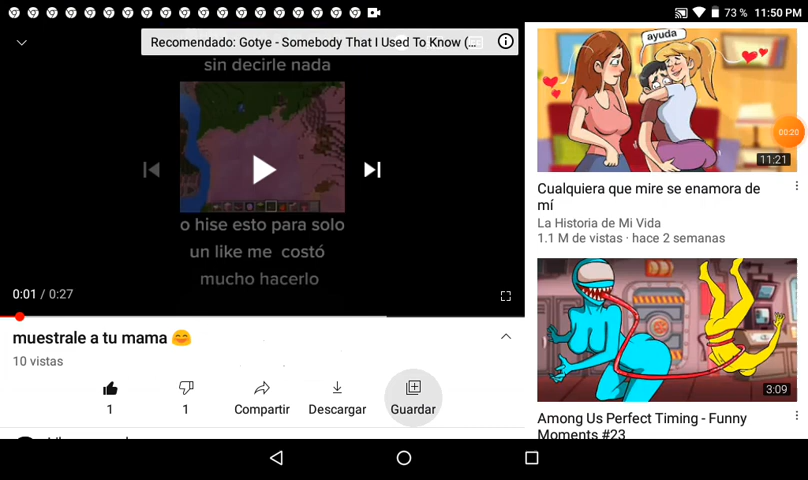 73 % 11:50 PM
Recomendado: Gotye - Somebody That I Used To Know (...
sin decirle nada
o hise esto para solo
un like me costó
mucho hacerlo
0:01 / 0:27
muestrale a tu mama 😊
10 vistas
1
1
Compartir
Descargar
Guardar
ayuda
00:20
11:21
Cualquiera que mire se enamora de
mí
La Historia de Mi Vida
1.1 M de vistas · hace 2 semanas
3:09
Among Us Perfect Timing - Funny
Moments #23